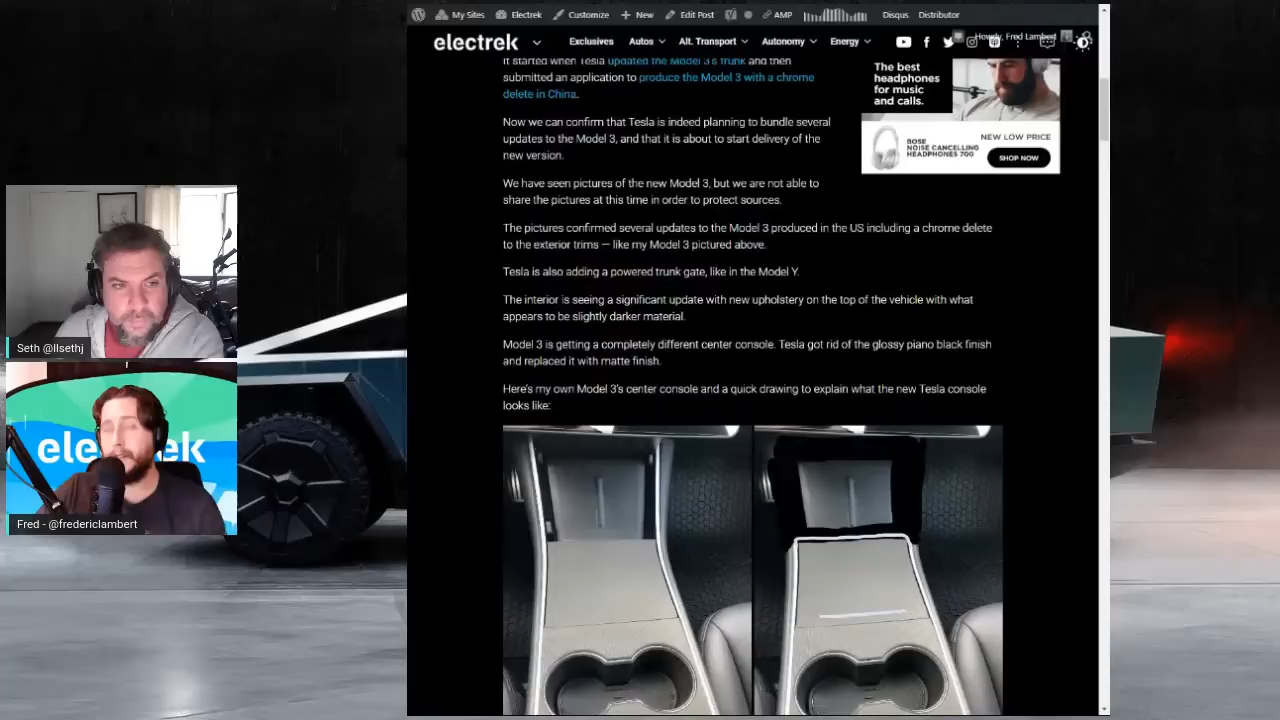 My Sites
Electrek
Customize
New
Edit Post
AMP
Disqus
Distributor
electrek
Exclusives
Autos
Alt. Transport
Autonomy
Energy
Howdy, Fred Lambert
It started when Tesla updated the Model 3's trunk and then
submitted an application to produce the Model 3 with a chrome
delete in China.
Now we can confirm that Tesla is indeed planning to bundle several
updates to the Model 3, and that it is about to start delivery of the
new version.
We have seen pictures of the new Model 3, but we are not able to
share the pictures at this time in order to protect sources.
The pictures confirmed several updates to the Model 3 produced in the US including a chrome delete
to the exterior trims — like my Model 3 pictured above.
Tesla is also adding a powered trunk gate, like in the Model Y.
The interior is seeing a significant update with new upholstery on the top of the vehicle with what
appears to be slightly darker material.
Model 3 is getting a completely different center console. Tesla got rid of the glossy piano black finish
and replaced it with matte finish.
Here's my own Model 3's center console and a quick drawing to explain what the new Tesla console
looks like:
The best
headphones
for music
and calls.
BOSE
NOISE CANCELLING
HEADPHONES 700
NEW LOW PRICE
SHOP NOW
Seth @llsethj
Fred - @fredericlambert